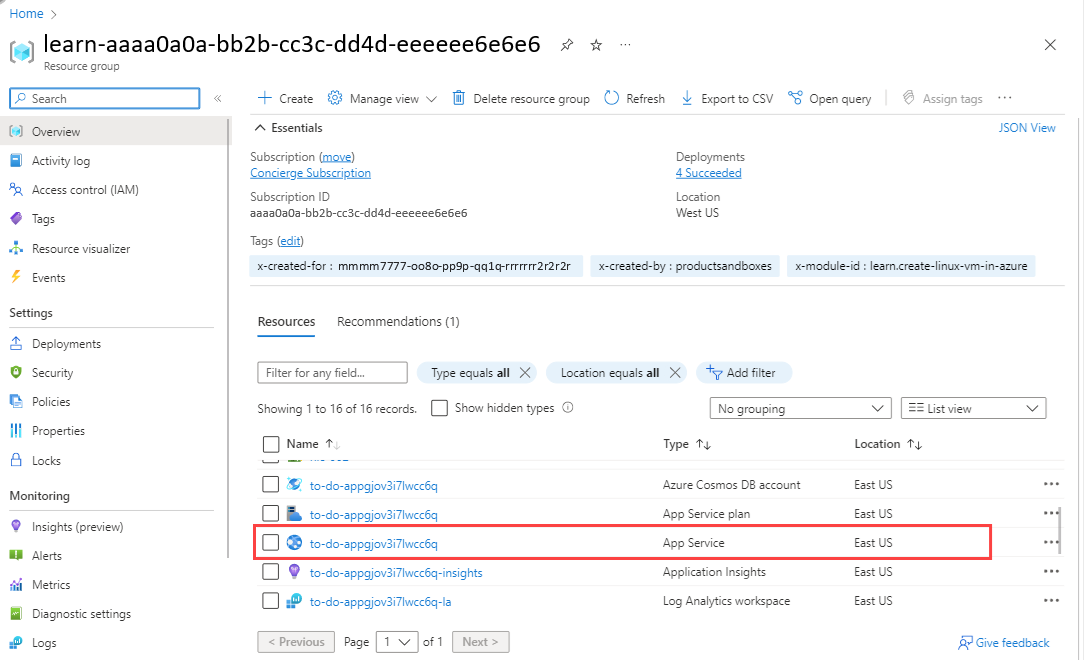 Home
learn-aaaa0a0a-bb2b-cc3c-dd4d-eeeeee6e6e6
Resource group
Search
Create Manage view Delete resource group Refresh Export to CSV Open query Assign tags
Overview
Activity log
Access control (IAM)
Tags
Resource visualizer
Events
Settings
Deployments
Security
Policies
Properties
Locks
Monitoring
Insights (preview)
Alerts
Metrics
Diagnostic settings
Logs
Essentials JSON View
Subscription (move) Deployments
Concierge Subscription 4 Succeeded
Subscription ID Location
aaaa0a0a-bb2b-cc3c-dd4d-eeeeee6e6e6 West US
Tags (edit)
x-created-for : mmmm7777-oo8o-pp9p-qq1q-rrrrrrr2r2r2r x-created-by : productsandboxes x-module-id : learn.create-linux-vm-in-azure
Resources Recommendations (1)
Filter for any field... Type equals all Location equals all Add filter
Showing 1 to 16 of 16 records. Show hidden types No grouping List view
Name Type Location
to-do-appgjov3i7lwcc6q Azure Cosmos DB account East US
to-do-appgjov3i7lwcc6q App Service plan East US
to-do-appgjov3i7lwcc6q App Service East US
to-do-appgjov3i7lwcc6q-insights Application Insights East US
to-do-appgjov3i7lwcc6q-la Log Analytics workspace East US
< Previous Page 1 of 1 Next > Give feedback